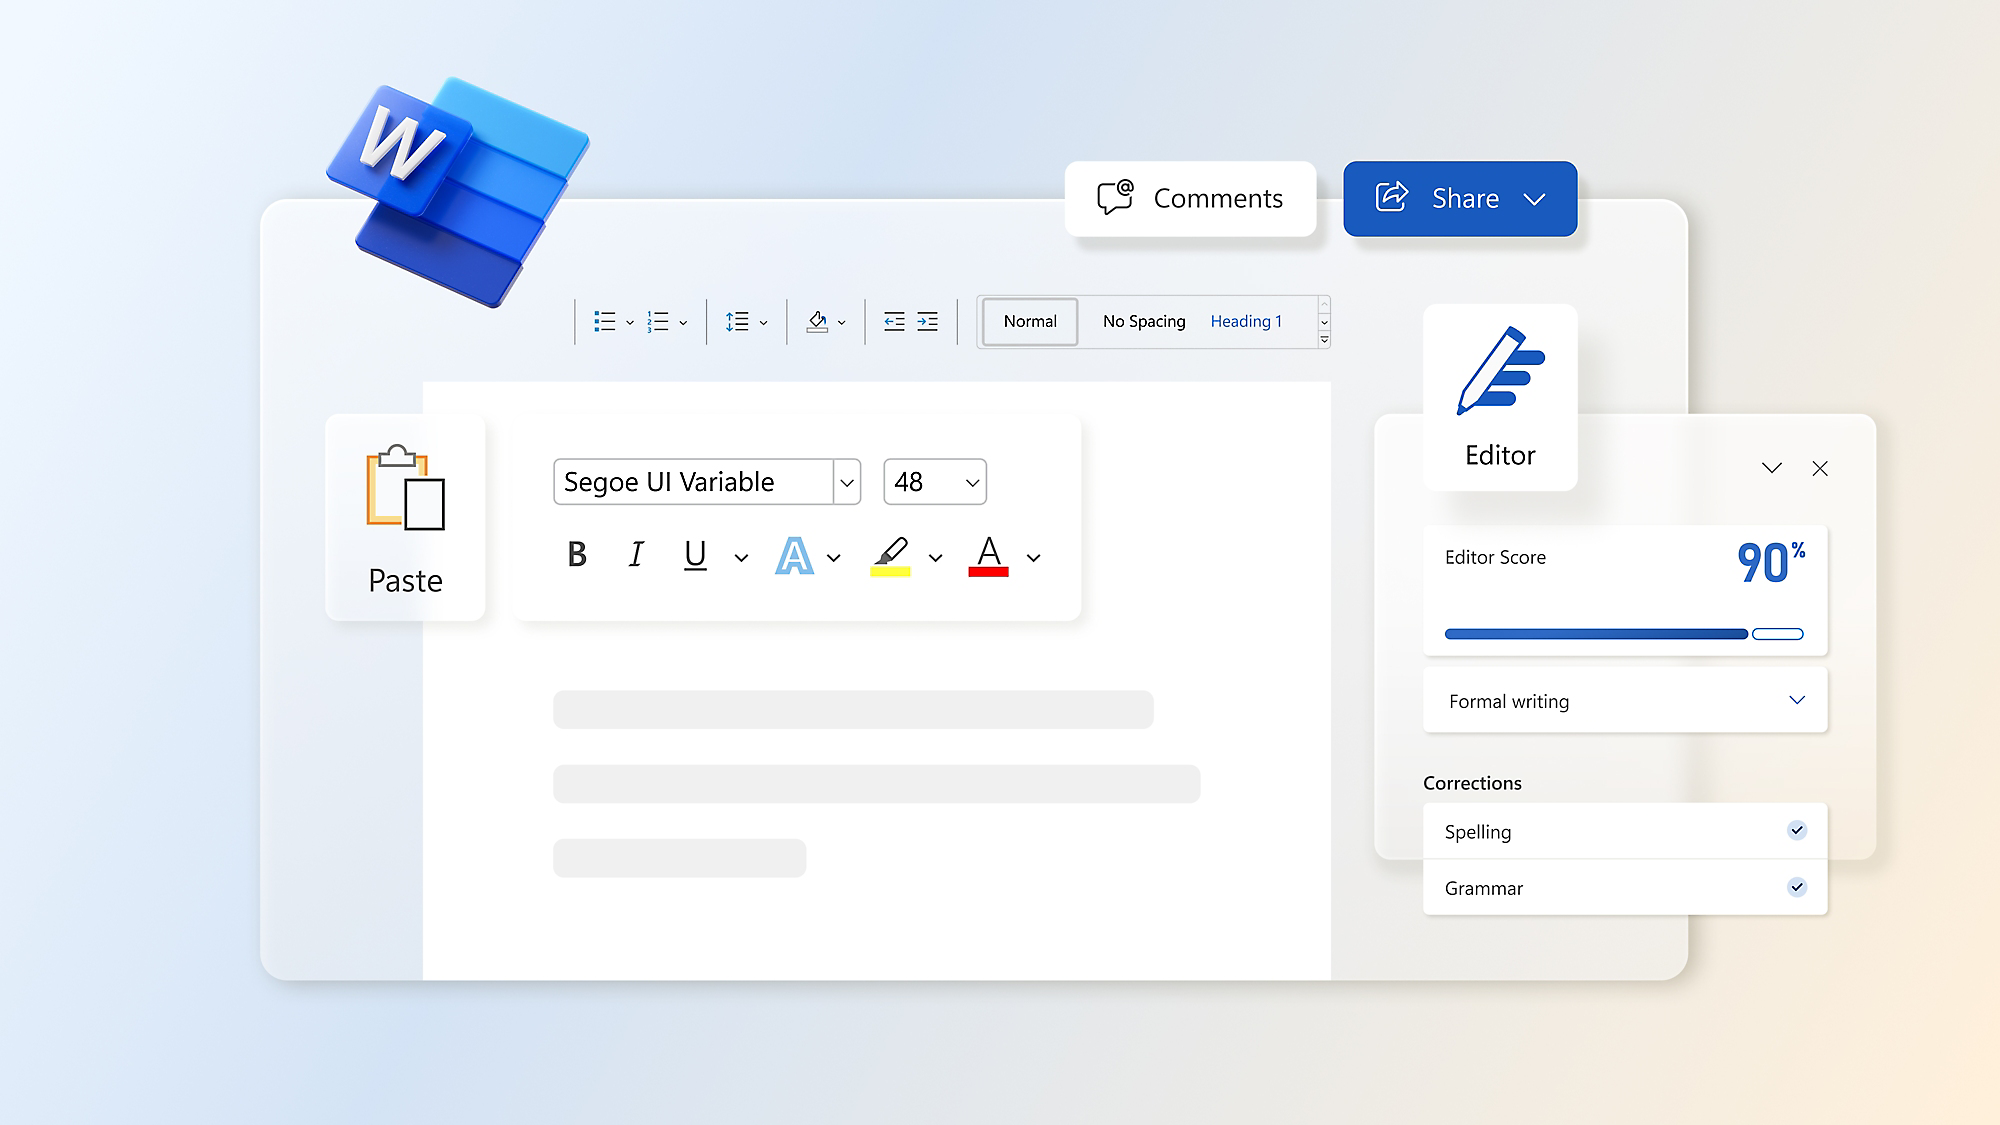 W
Comments
Share
Normal
No Spacing
Heading 1
Paste
Segoe UI Variable
48
B I U A A
Editor
Editor Score
90%
Formal writing
Corrections
Spelling
Grammar